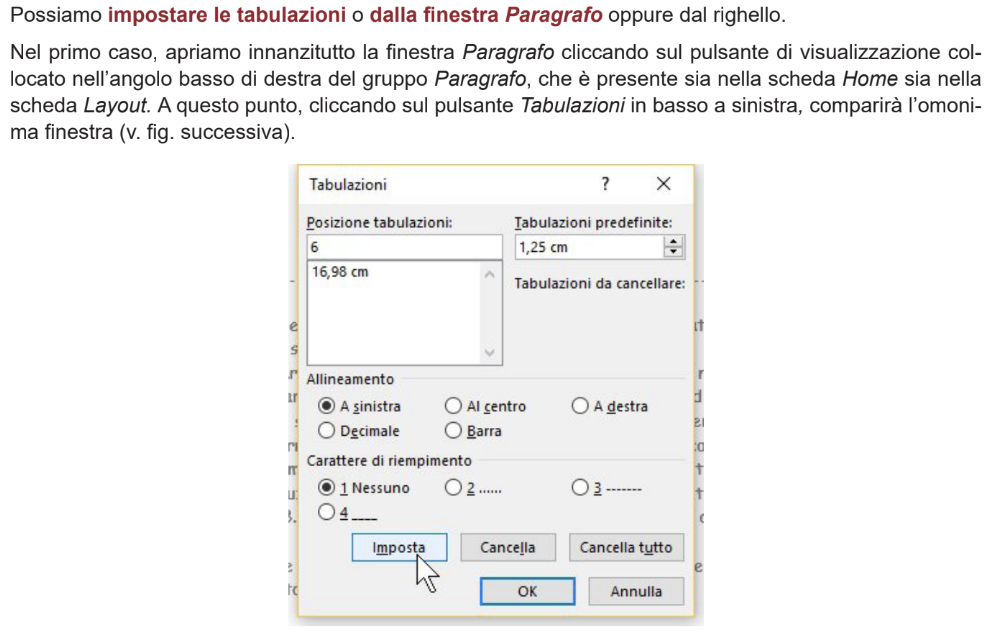 Possiamo impostare le tabulazioni o dalla finestra Paragrafo oppure dal righello.
Nel primo caso, apriamo innanzitutto la finestra Paragrafo cliccando sul pulsante di visualizzazione col-
locato nell'angolo basso di destra del gruppo Paragrafo, che è presente sia nella scheda Home sia nella
scheda Layout. A questo punto, cliccando sul pulsante Tabulazioni in basso a sinistra, comparirà l'omoni-
ma finestra (v. fig. successiva).
Tabulazioni ?
Posizione tabulazioni: Tabulazioni predefinite:
6 1,25 cm
16,98 cm
Tabulazioni da cancellare:
Allineamento
A sinistra Al centro A destra
Decimale Barra
Carattere di riempimento
1 Nessuno 2 ...... 3 -------
4 ____
Imposta Cancella Cancella tutto
OK Annulla